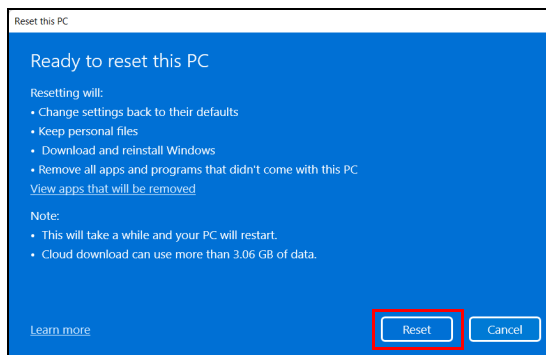 Reset this PC
Ready to reset this PC
Resetting will:
• Change settings back to their defaults
• Keep personal files
• Download and reinstall Windows
• Remove all apps and programs that didn't come with this PC
View apps that will be removed
Note:
• This will take a while and your PC will restart.
• Cloud download can use more than 3.06 GB of data.
Learn more
Reset
Cancel